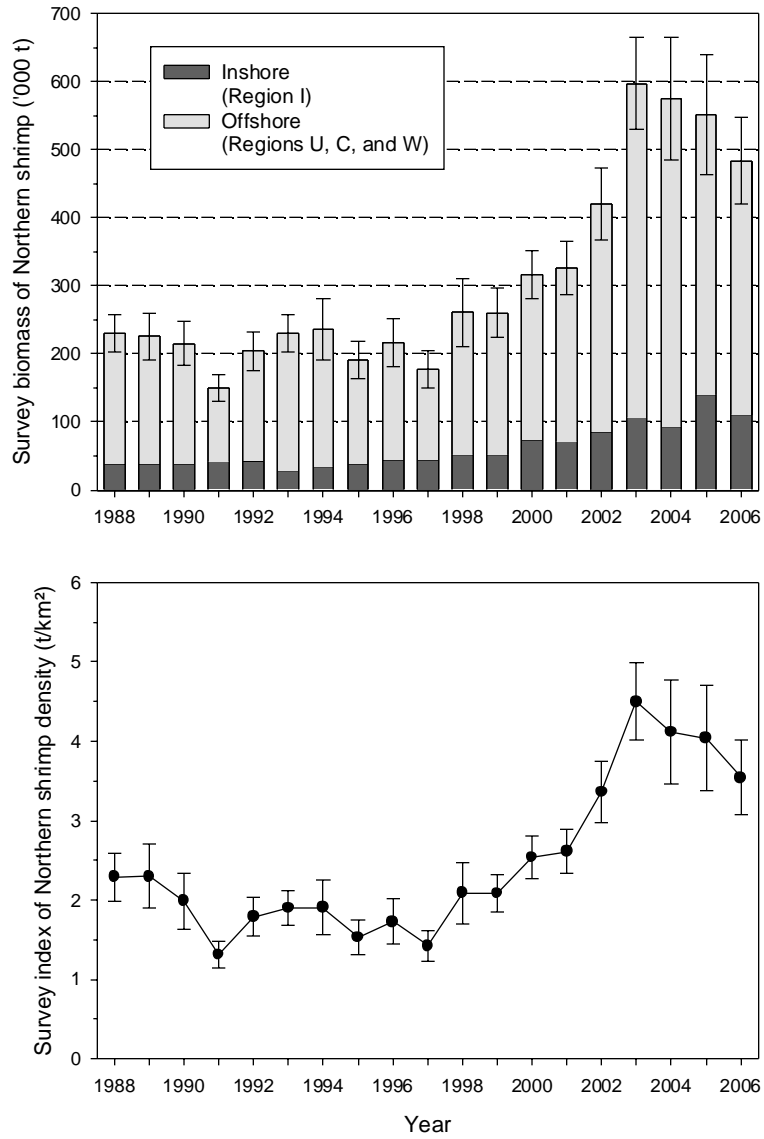 Survey biomass of Northern shrimp ('000 t)
700
600
500
400
300
200
100
0
Inshore
(Region I)
Offshore
(Regions U, C, and W)
1988 1990 1992 1994 1996 1998 2000 2002 2004 2006
Survey index of Northern shrimp density (t/km²)
6
5
4
3
2
1
0
1988 1990 1992 1994 1996 1998 2000 2002 2004 2006
Year